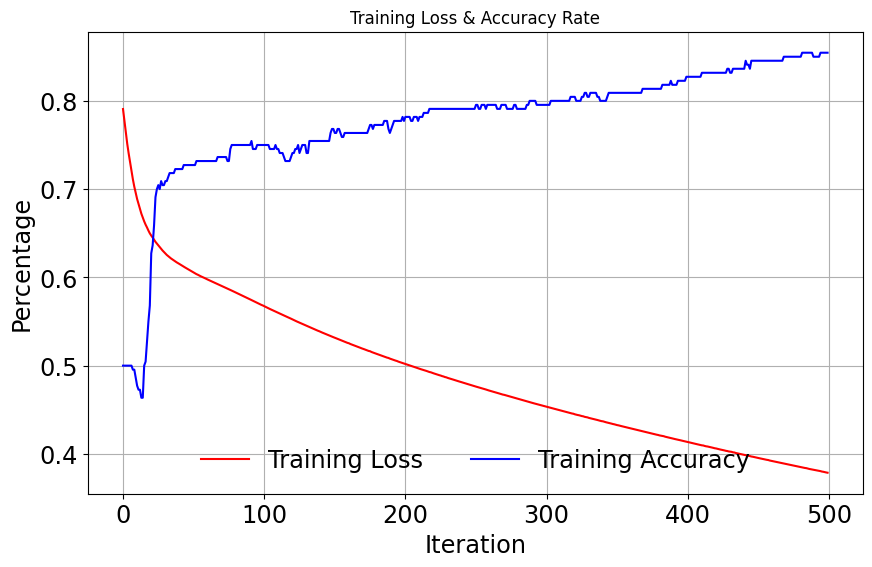 Training Loss & Accuracy Rate
Percentage
0.8
0.7
0.6
0.5
0.4
Training Loss
Training Accuracy
0 100 200 300 400 500
Iteration